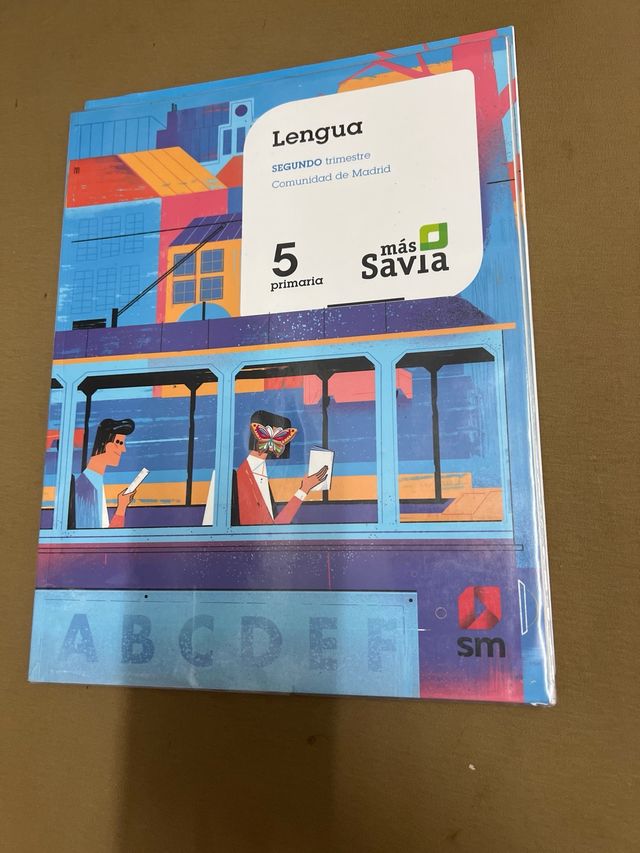 Lengua
SEGUNDO trimestre
Comunidad de Madrid
5
primaria
más
Savia
ABCDEF
sm